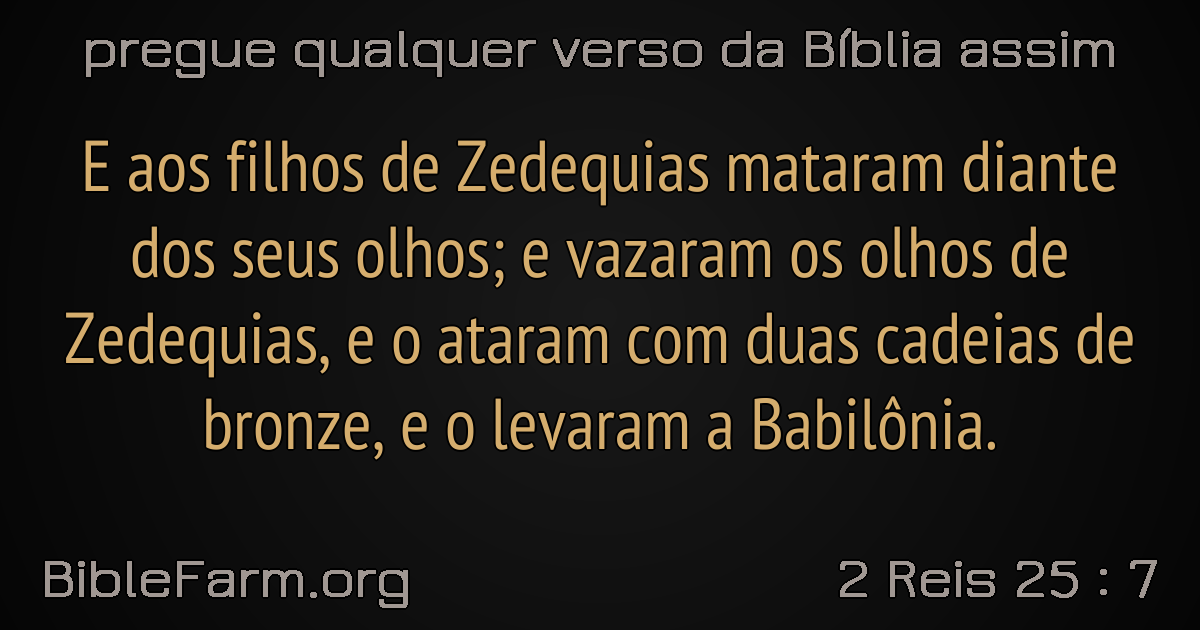 pregue qualquer verso da Bíblia assim
E aos filhos de Zedequias mataram diante
dos seus olhos; e vazaram os olhos de
Zedequias, e o ataram com duas cadeias de
bronze, e o levaram a Babilônia.
BibleFarm.org
2 Reis 25 : 7